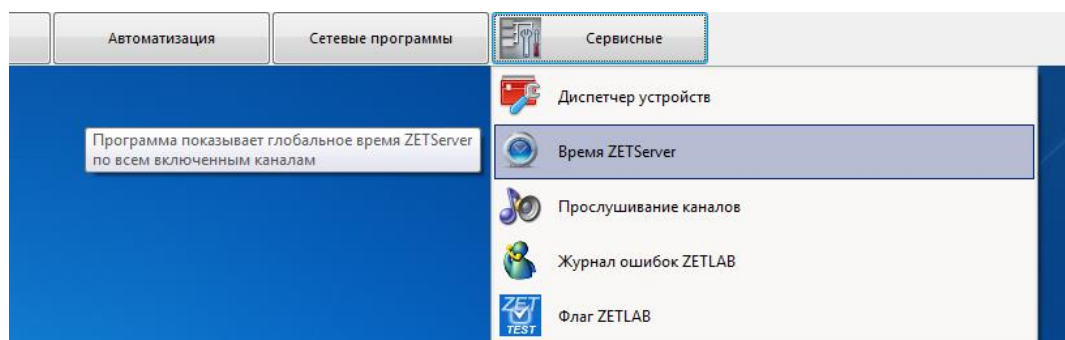 Автоматизация
Сетевые программы
Сервисные
Диспетчер устройств
Программа показывает глобальное время ZETServer
по всем включенным каналам
Время ZETServer
Прослушивание каналов
Журнал ошибок ZETLAB
ZET
TEST
Флаг ZETLAB